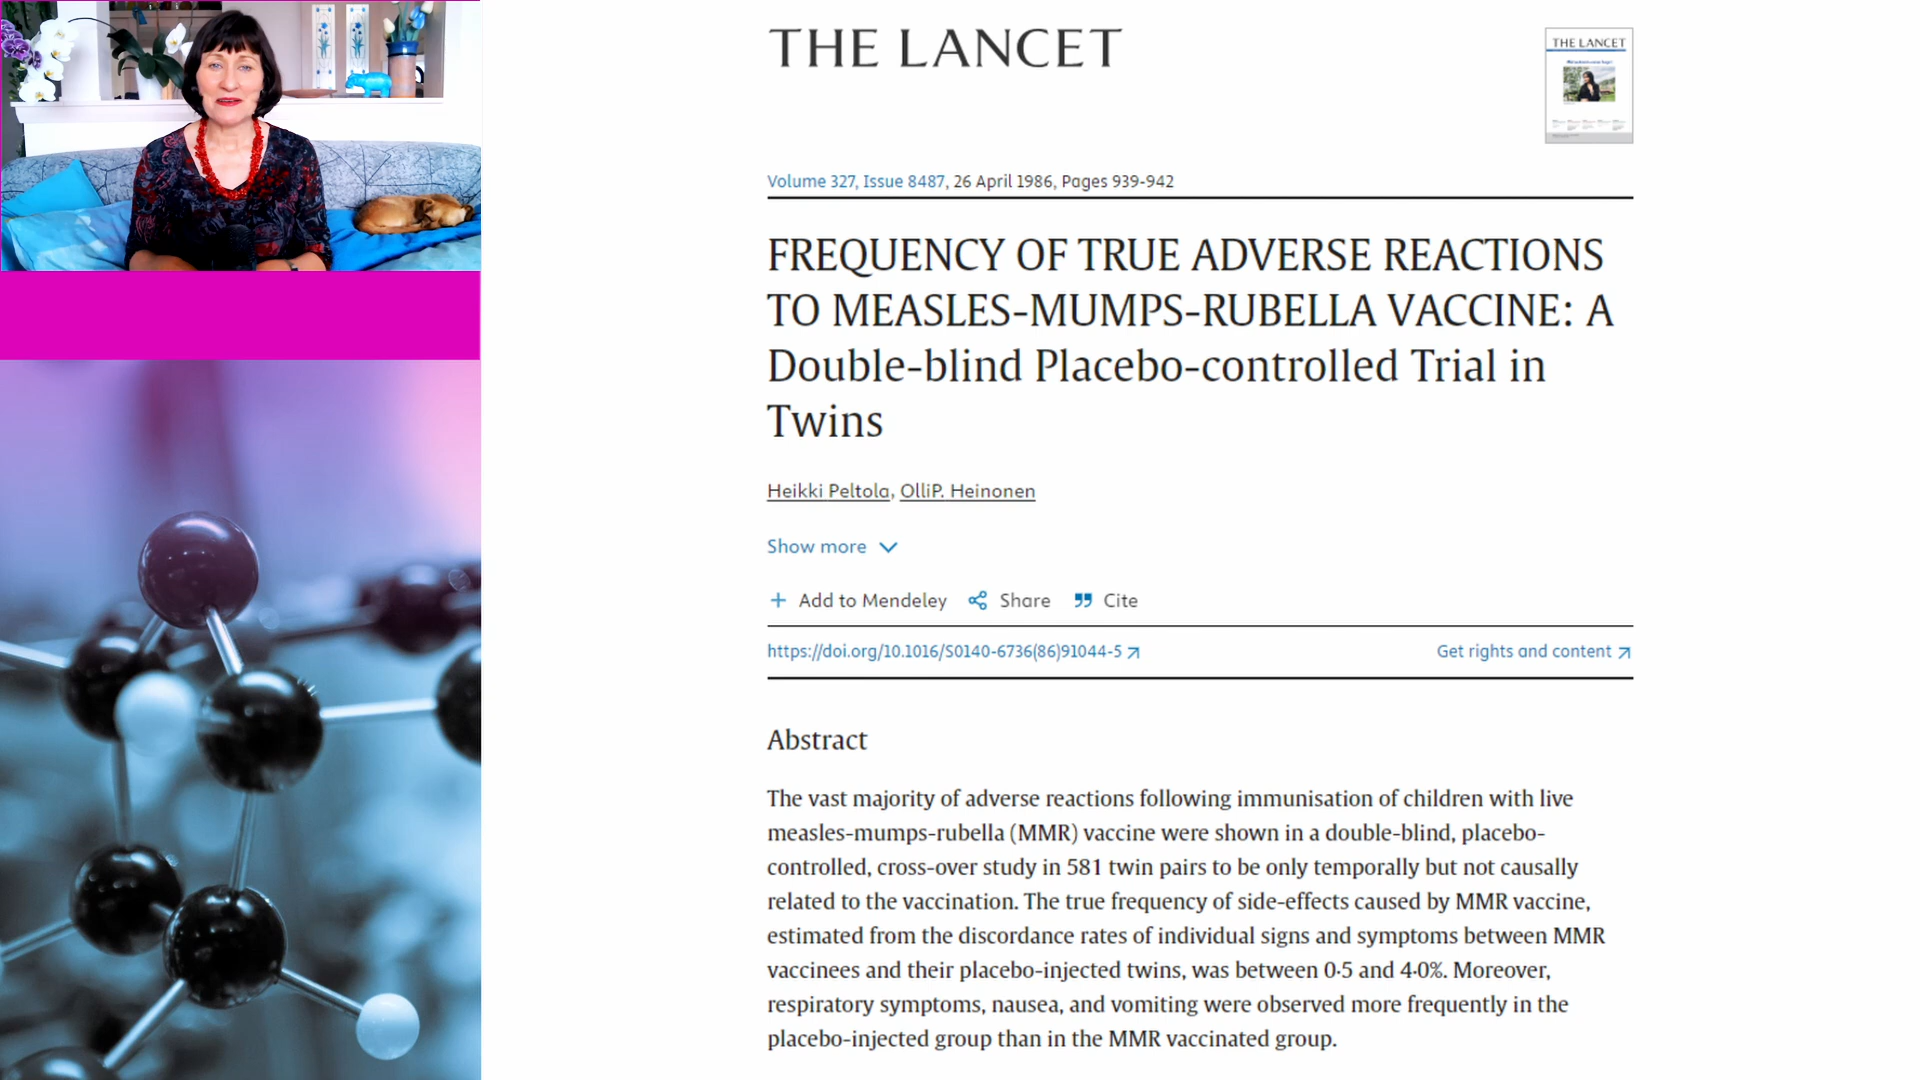 THE LANCET
THE LANCET
Volume 327, Issue 8487, 26 April 1986, Pages 939-942
FREQUENCY OF TRUE ADVERSE REACTIONS
TO MEASLES-MUMPS-RUBELLA VACCINE: A
Double-blind Placebo-controlled Trial in
Twins
Heikki Peltola, OlliP. Heinonen
Show more
Add to Mendeley Share Cite
https://doi.org/10.1016/S0140-6736(86)91044-5 Get rights and content
Abstract
The vast majority of adverse reactions following immunisation of children with live
measles-mumps-rubella (MMR) vaccine were shown in a double-blind, placebo-
controlled, cross-over study in 581 twin pairs to be only temporally but not causally
related to the vaccination. The true frequency of side-effects caused by MMR vaccine,
estimated from the discordance rates of individual signs and symptoms between MMR
vaccinees and their placebo-injected twins, was between 0·5 and 4·0%. Moreover,
respiratory symptoms, nausea, and vomiting were observed more frequently in the
placebo-injected group than in the MMR vaccinated group.